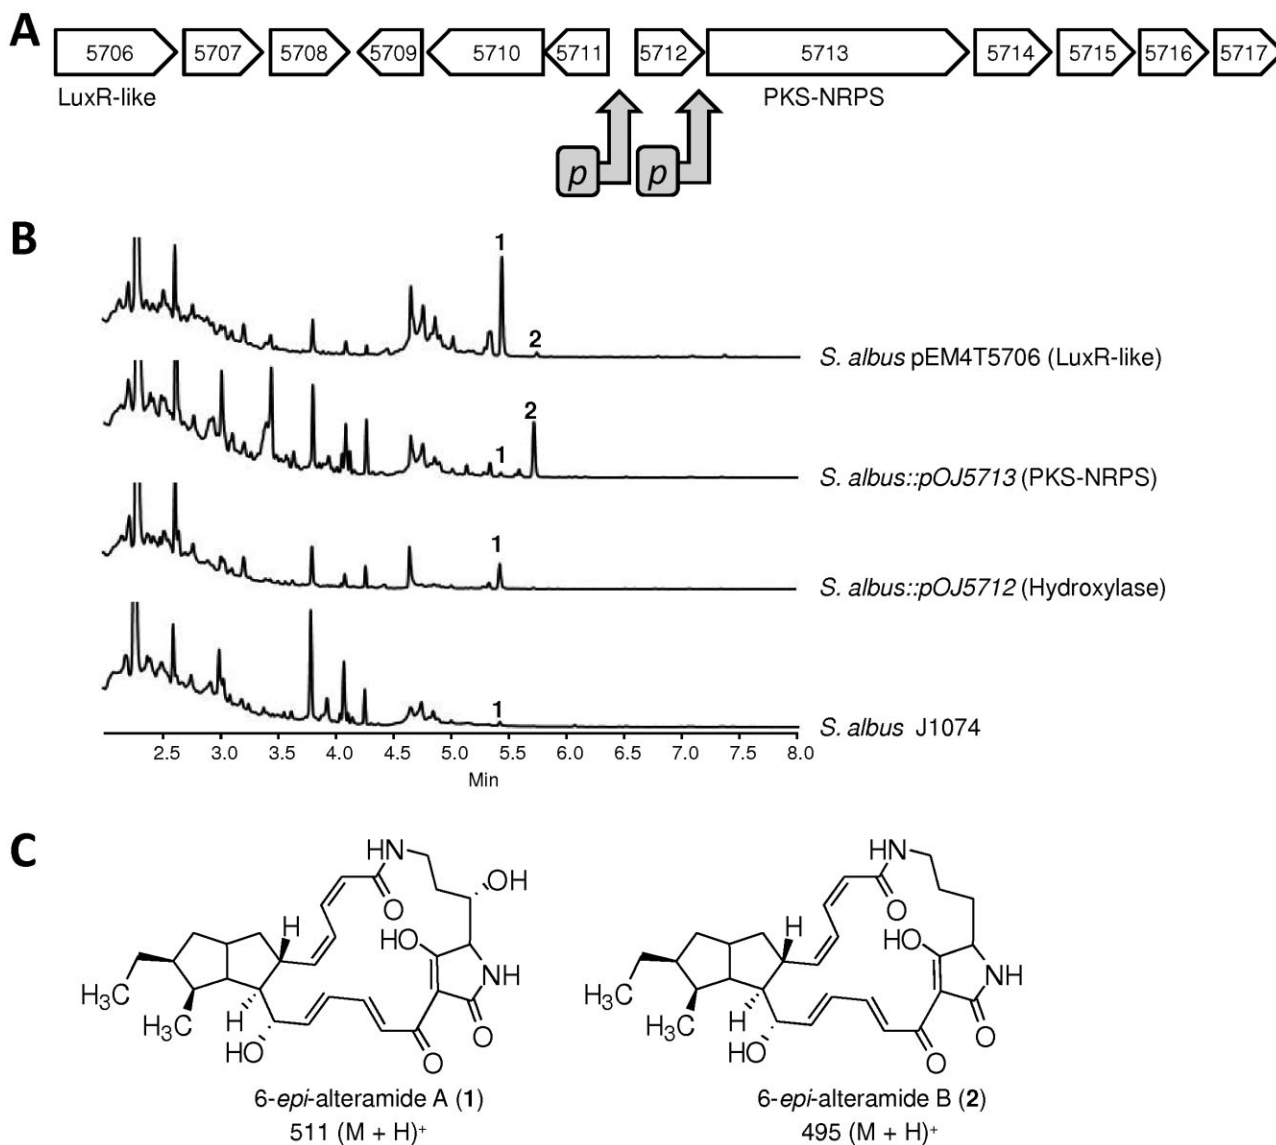 A
5706 5707 5708 5709 5710 5711 5712 5713 5714 5715 5716 5717
LuxR-like PKS-NRPS
p p
B
1
2
S. albus pEM4T5706 (LuxR-like)
2
1
S. albus::pOJ5713 (PKS-NRPS)
1
S. albus::pOJ5712 (Hydroxylase)
1
S. albus J1074
2.5 3.0 3.5 4.0 4.5 5.0 5.5 6.0 6.5 7.0 7.5 8.0
Min
C
HN HN
OH
O O
H H
HO HO
NH NH
H3C H3C
H3C H3C
H H
O O
HO HO
O O
6-epi-alteramide A (1) 6-epi-alteramide B (2)
511 (M + H)+ 495 (M + H)+